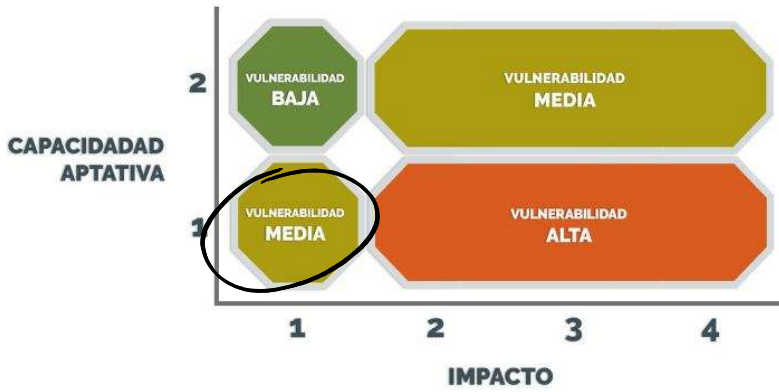 2
VULNERABILIDAD
BAJA
VULNERABILIDAD
MEDIA
CAPACIDADAD
APTATIVA
1
VULNERABILIDAD
MEDIA
VULNERABILIDAD
ALTA
1 2 3 4
IMPACTO